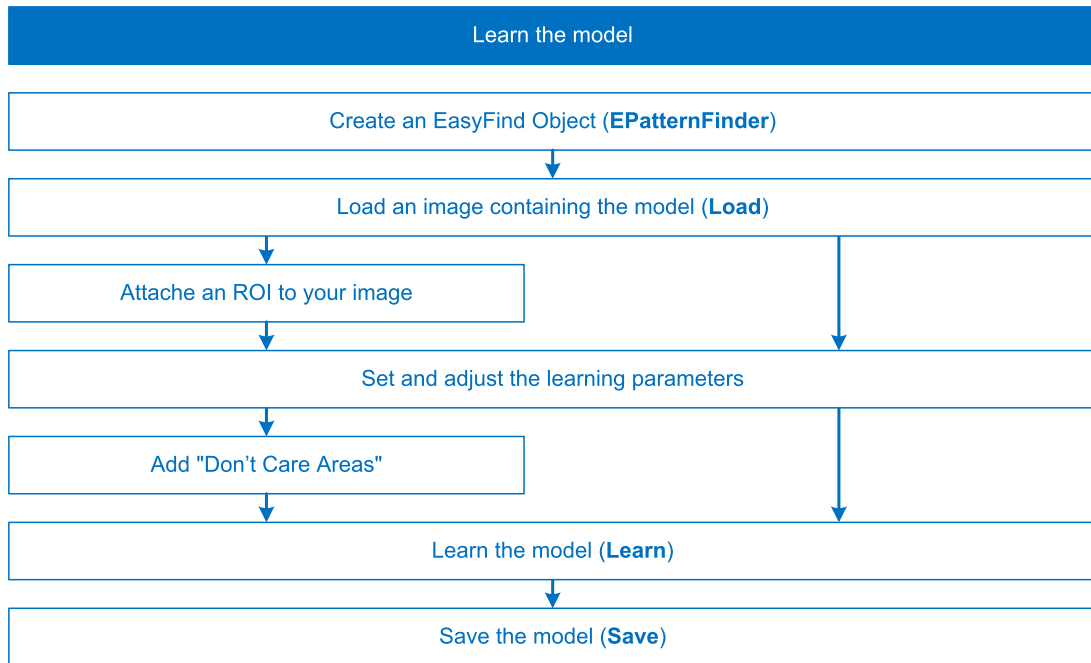 Learn the model
Create an EasyFind Object (EPatternFinder)
Load an image containing the model (Load)
Attache an ROI to your image
Set and adjust the learning parameters
Add "Don’t Care Areas"
Learn the model (Learn)
Save the model (Save)